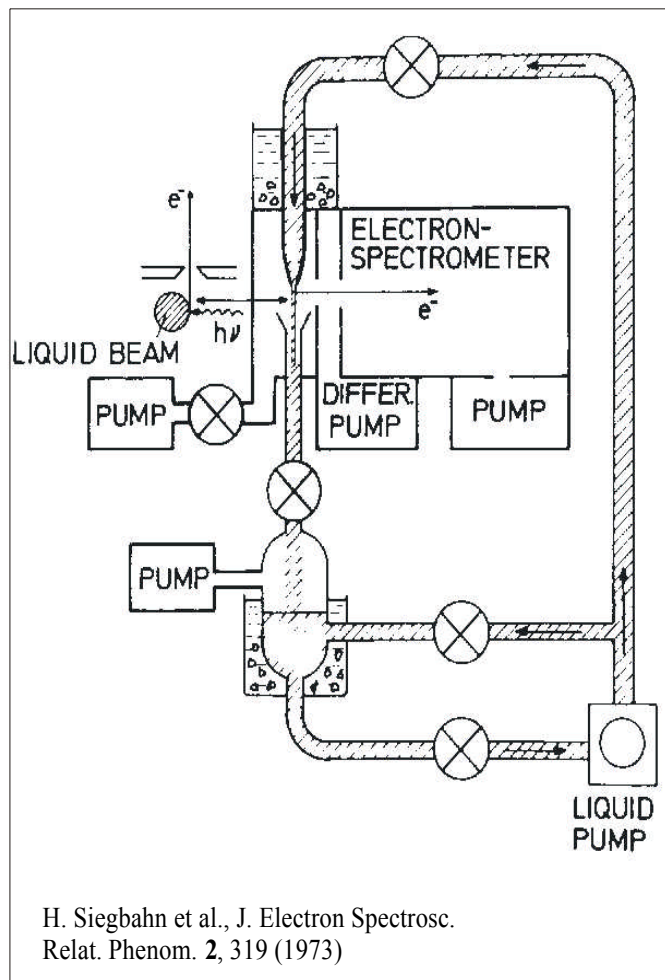 e⁻
ELECTRON-
SPECTROMETER
e⁻
hν
LIQUID BEAM
PUMP
DIFFER.
PUMP
PUMP
PUMP
LIQUID
PUMP
H. Siegbahn et al., J. Electron Spectrosc.
Relat. Phenom. 2, 319 (1973)